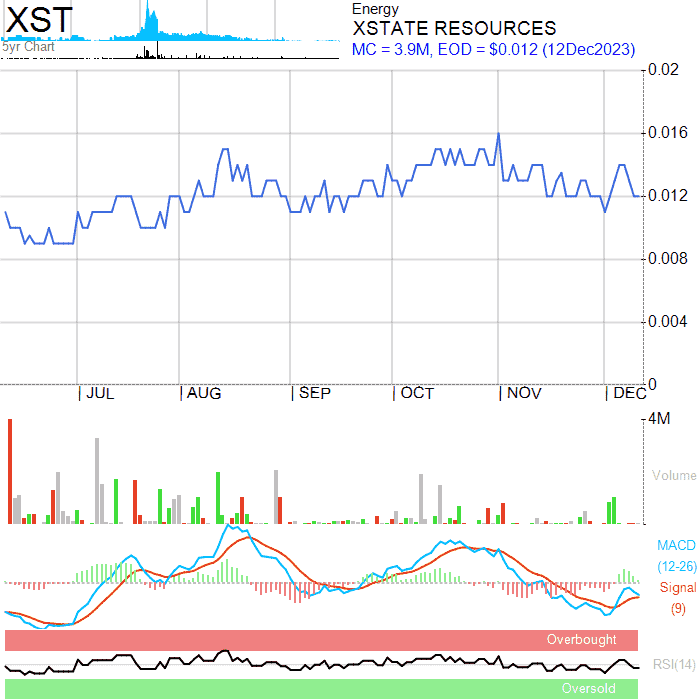 XST
5yr Chart
Energy
XSTATE RESOURCES
MC = 3.9M, EOD = $0.012 (12Dec2023)
0.02
0.016
0.012
0.008
0.004
0
JUL
AUG
SEP
OCT
NOV
DEC
4M
Volume
MACD
(12-26)
Signal
(9)
Overbought
RSI(14)
Oversold